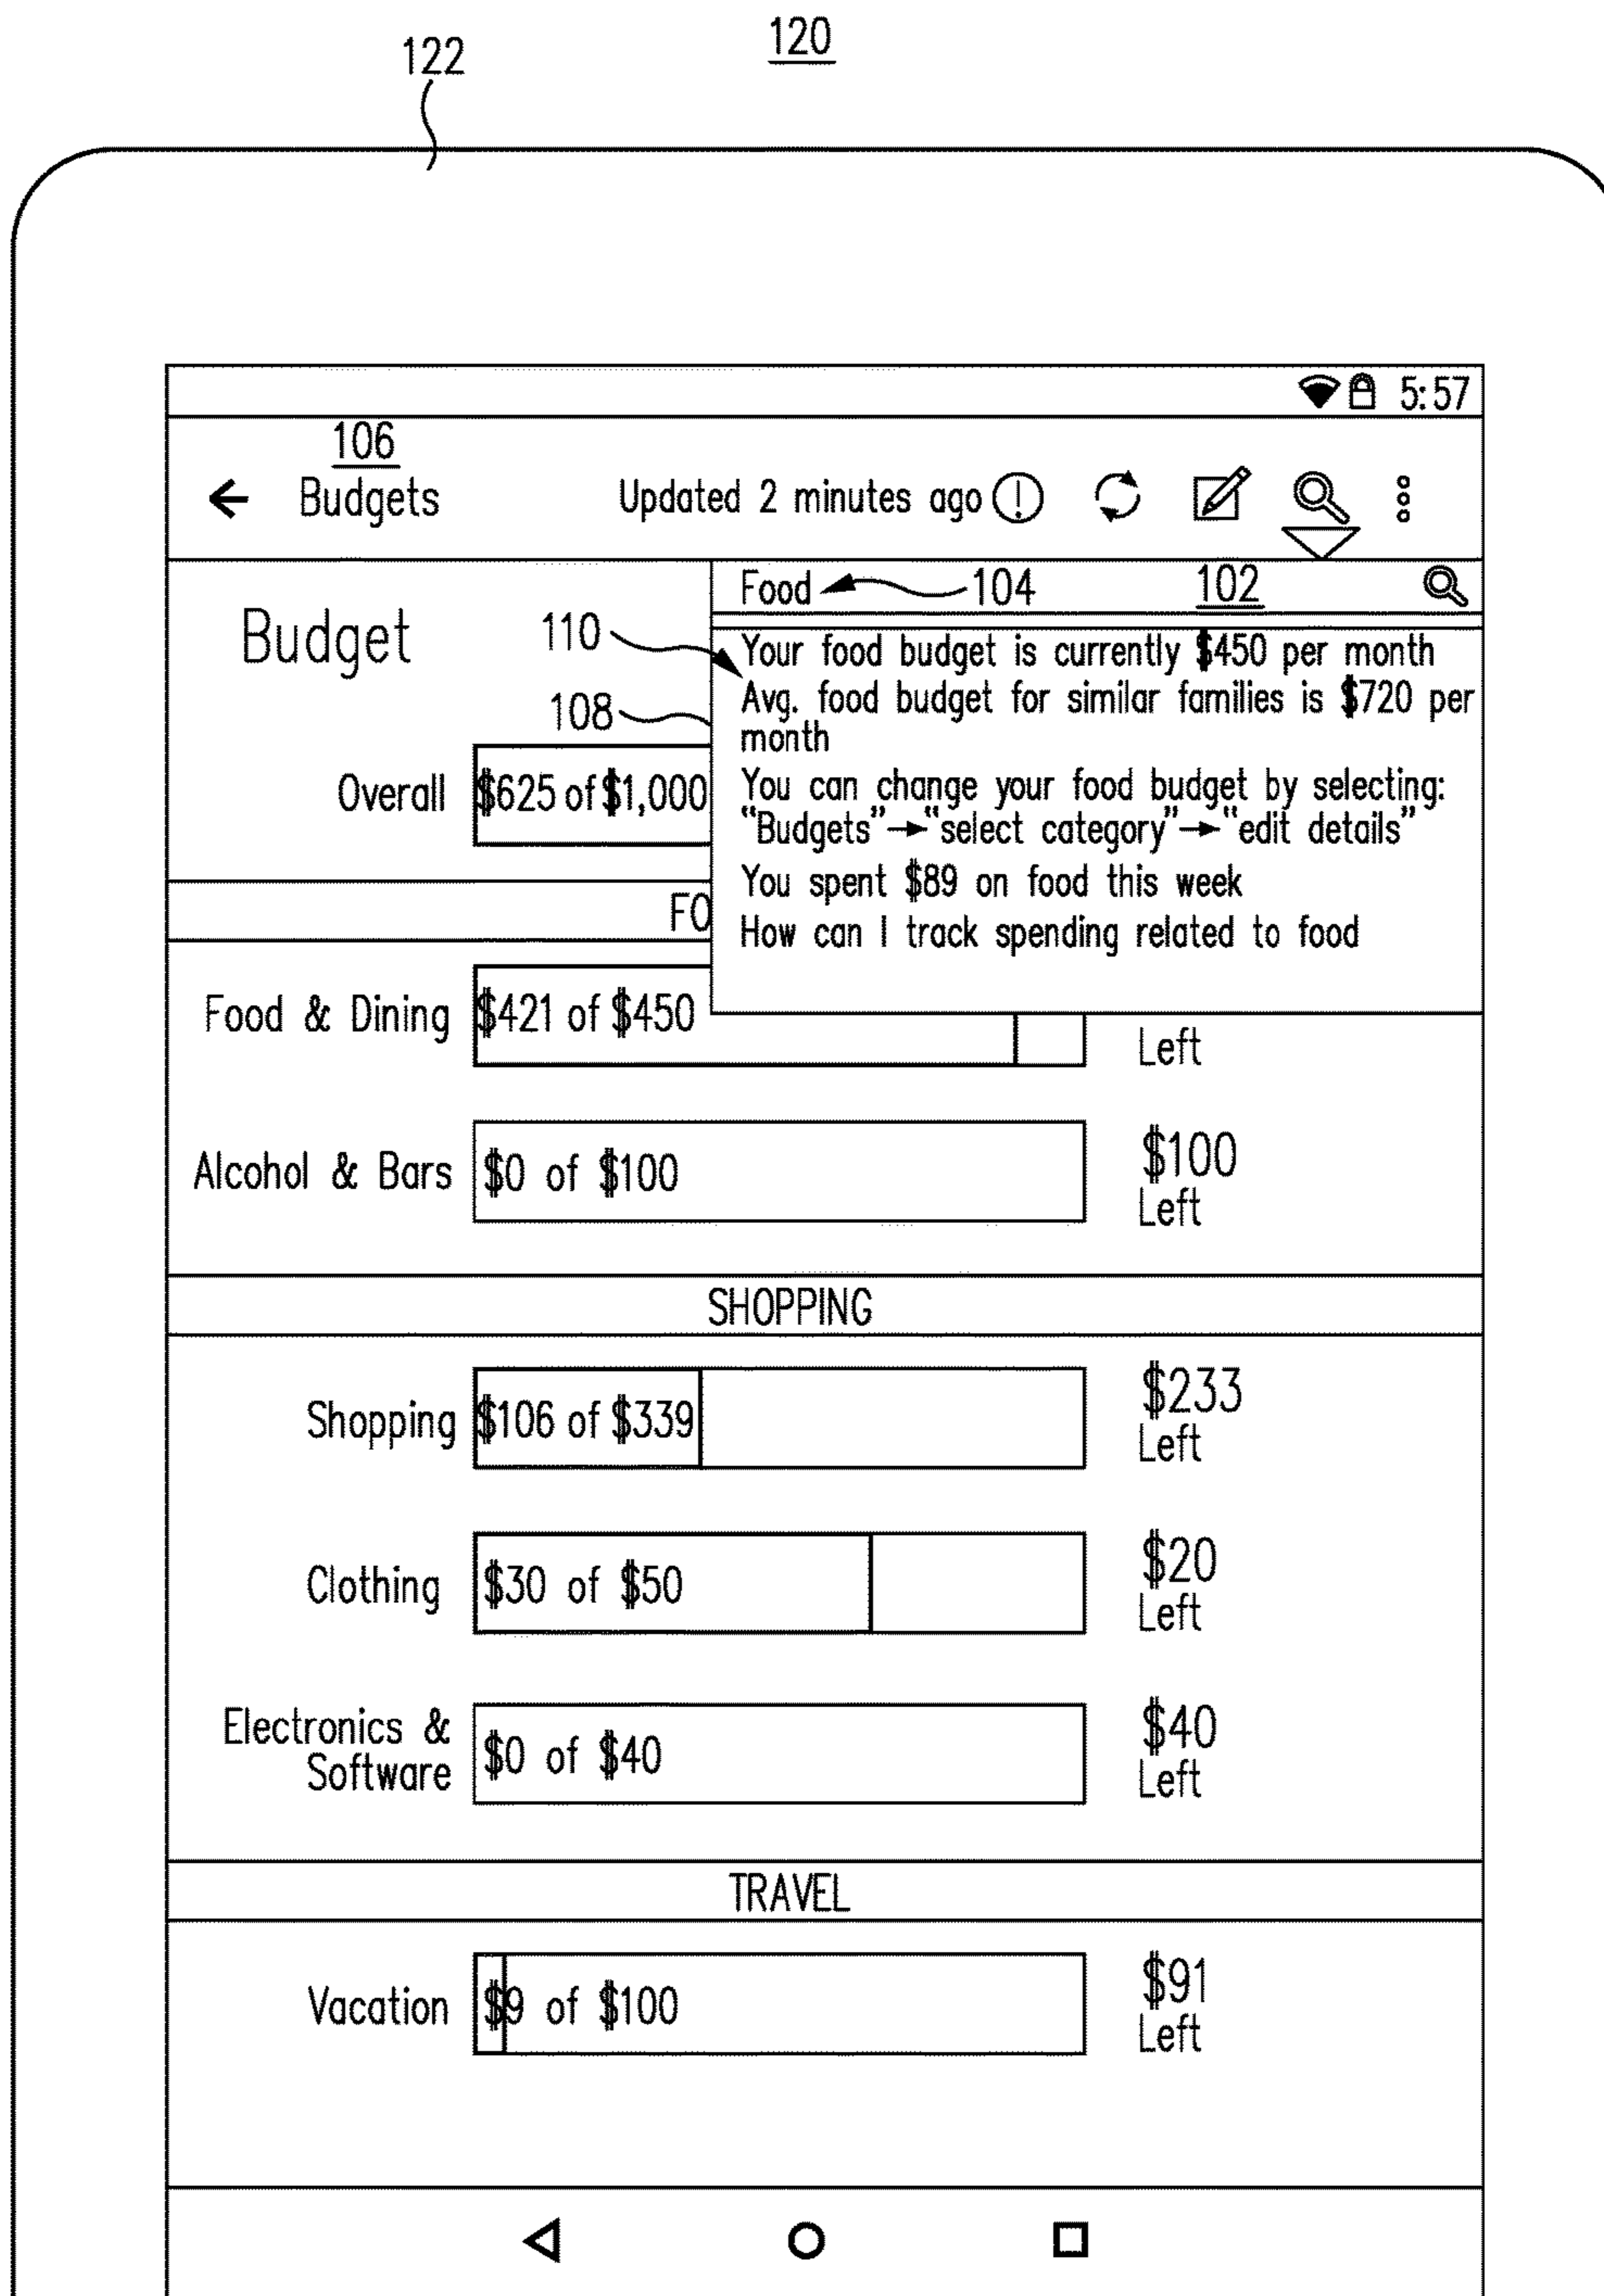 120
122
5:57
106
Budgets
Updated 2 minutes ago
Food
104
102
Budget
110
Your food budget is currently $450 per month
Avg. food budget for similar families is $720 per
month
108
You can change your food budget by selecting:
“Budgets”→“select category”→“edit details”
Overall
$625 of $1,000
You spent $89 on food this week
FO
How can I track spending related to food
Food & Dining
$421 of $450
Left
Alcohol & Bars
$0 of $100
$100
Left
SHOPPING
Shopping
$106 of $339
$233
Left
Clothing
$30 of $50
$20
Left
Electronics &
Software
$0 of $40
$40
Left
TRAVEL
Vacation
$9 of $100
$91
Left